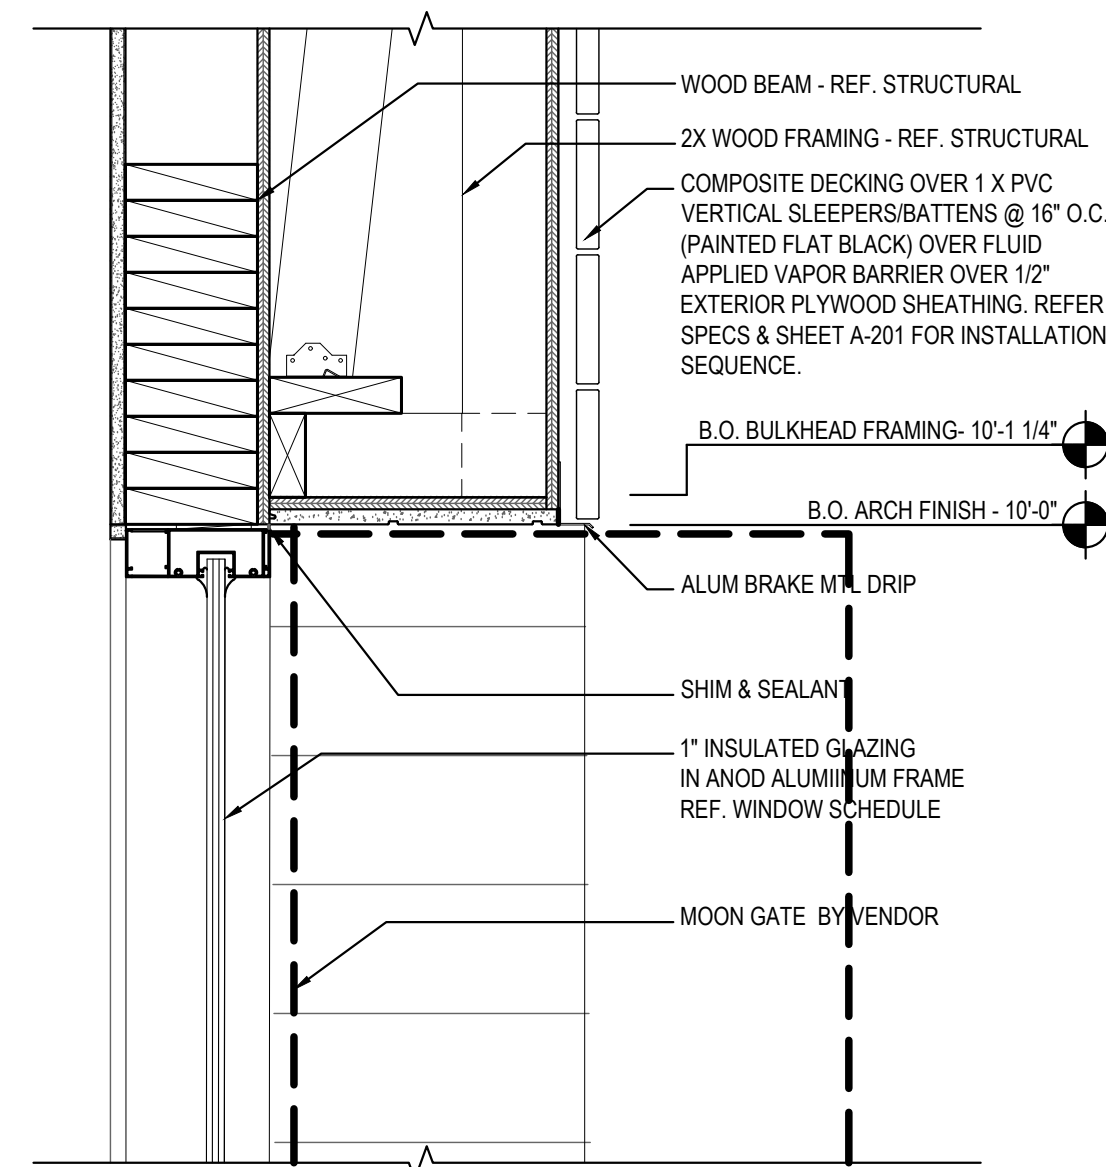 WOOD BEAM - REF. STRUCTURAL
2X WOOD FRAMING - REF. STRUCTURAL
COMPOSITE DECKING OVER 1 X PVC
VERTICAL SLEEPERS/BATTENS @ 16" O.C.
(PAINTED FLAT BLACK) OVER FLUID
APPLIED VAPOR BARRIER OVER 1/2"
EXTERIOR PLYWOOD SHEATHING. REFER
SPECS & SHEET A-201 FOR INSTALLATION
SEQUENCE.
B.O. BULKHEAD FRAMING- 10'-1 1/4"
B.O. ARCH FINISH - 10'-0"
ALUM BRAKE MTL DRIP
SHIM & SEALANT
1" INSULATED GLAZING
IN ANOD ALUMIINUM FRAME
REF. WINDOW SCHEDULE
MOON GATE BY VENDOR